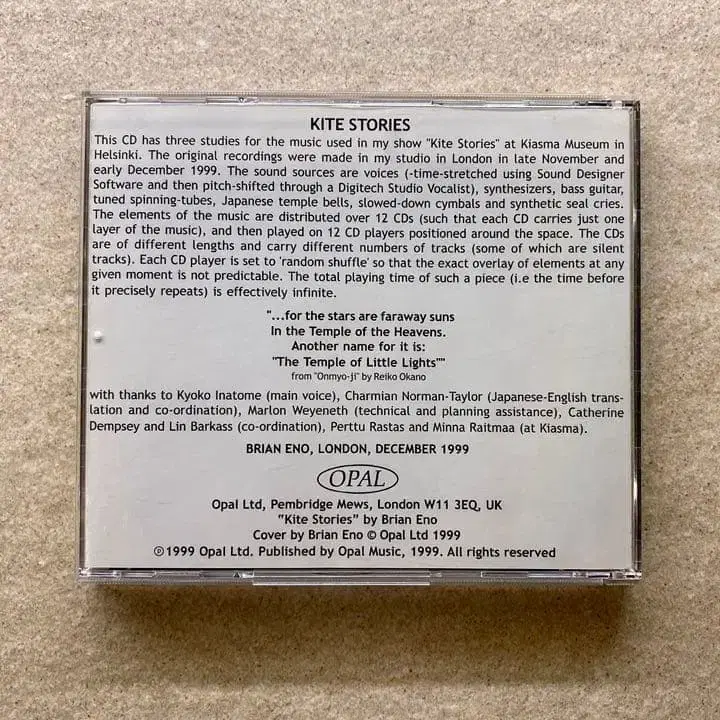 KITE STORIES
This CD has three studies for the music used in my show "Kite Stories" at Kiasma Museum in
Helsinki. The original recordings were made in my studio in London in late November and
early December 1999. The sound sources are voices (-time-stretched using Sound Designer
Software and then pitch-shifted through a Digitech Studio Vocalist), synthesizers, bass guitar,
tuned spinning-tubes, Japanese temple bells, slowed-down cymbals and synthetic seal cries.
The elements of the music are distributed over 12 CDs (such that each CD carries just one
layer of the music), and then played on 12 CD players positioned around the space. The CDs
are of different lengths and carry different numbers of tracks (some of which are silent
tracks). Each CD player is set to 'random shuffle' so that the exact overlay of elements at any
given moment is not predictable. The total playing time of such a piece (i.e the time before
it precisely repeats) is effectively infinite.
"...for the stars are faraway suns
In the Temple of the Heavens.
Another name for it is:
"The Temple of Little Lights""
from "Onmyo-ji" by Reiko Okano
with thanks to Kyoko Inatome (main voice), Charmian Norman-Taylor (Japanese-English trans-
lation and co-ordination), Marlon Weyeneth (technical and planning assistance), Catherine
Dempsey and Lin Barkass (co-ordination), Perttu Rastas and Minna Raitmaa (at Kiasma).
BRIAN ENO, LONDON, DECEMBER 1999
OPAL
Opal Ltd, Pembridge Mews, London W11 3EQ, UK
"Kite Stories" by Brian Eno
Cover by Brian Eno © Opal Ltd 1999
℗1999 Opal Ltd. Published by Opal Music, 1999. All rights reserved